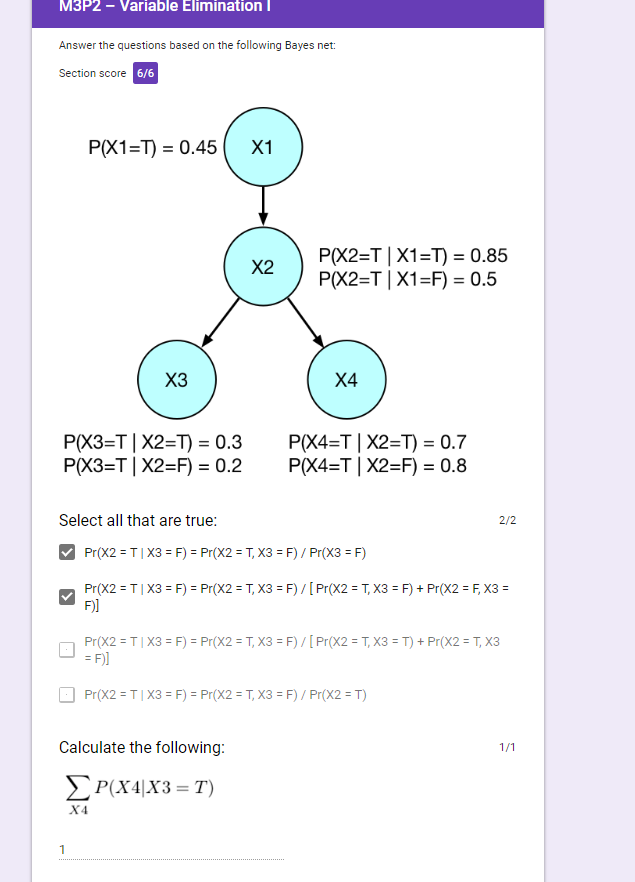 M3P2 – Variable Elimination I
Answer the questions based on the following Bayes net:
Section score 6/6
P(X1=T) = 0.45 X1
X2
P(X2=T | X1=T) = 0.85
P(X2=T | X1=F) = 0.5
X3 X4
P(X3=T | X2=T) = 0.3 P(X4=T | X2=T) = 0.7
P(X3=T | X2=F) = 0.2 P(X4=T | X2=F) = 0.8
Select all that are true: 2/2
Pr(X2 = T | X3 = F) = Pr(X2 = T, X3 = F) / Pr(X3 = F)
Pr(X2 = T | X3 = F) = Pr(X2 = T, X3 = F) / [ Pr(X2 = T, X3 = F) + Pr(X2 = F, X3 =
F)]
Pr(X2 = T | X3 = F) = Pr(X2 = T, X3 = F) / [ Pr(X2 = T, X3 = T) + Pr(X2 = T, X3
= F)]
Pr(X2 = T | X3 = F) = Pr(X2 = T, X3 = F) / Pr(X2 = T)
Calculate the following: 1/1
∑ P(X4|X3 = T)
X4
1